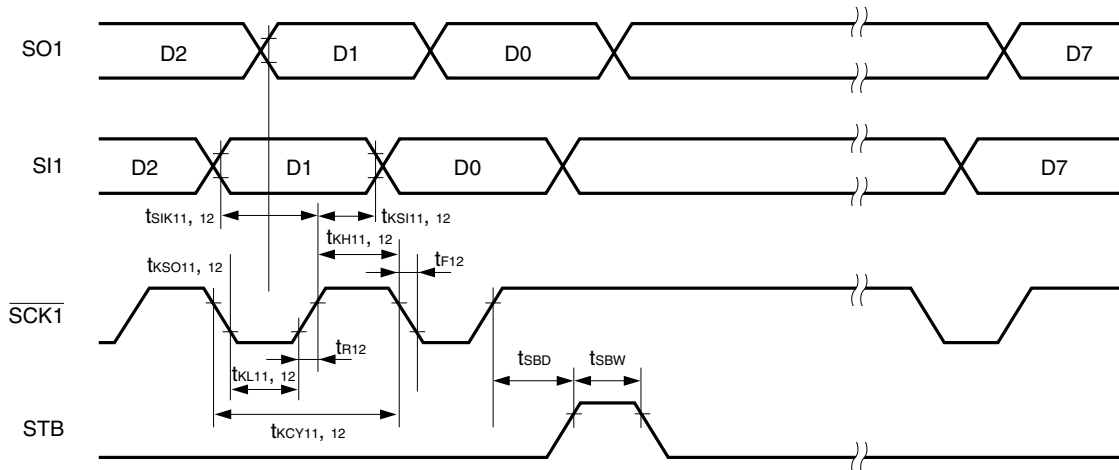 SO1 D2 D1 D0 D7
SI1 D2 D1 D0 D7
tSIK11, 12 tKSI11, 12
tKH11, 12
tKSO11, 12 tF12
SCK1
tR12
tKL11, 12 tSBD tSBW
STB
tKCY11, 12